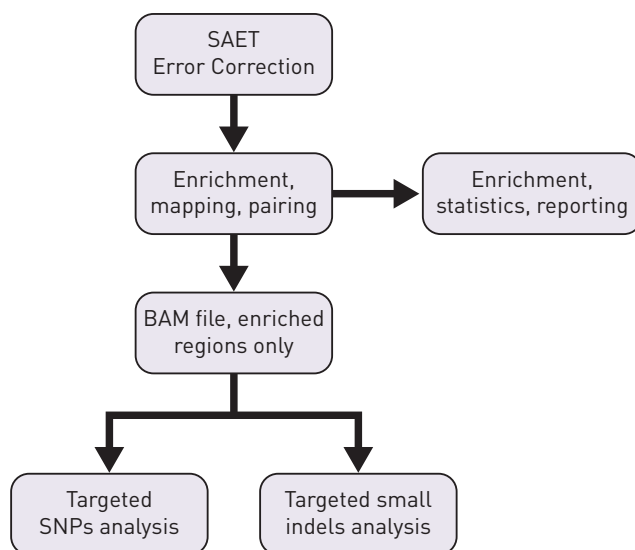 SAET
Error Correction
Enrichment,
mapping, pairing
Enrichment,
statistics, reporting
BAM file, enriched
regions only
Targeted
SNPs analysis
Targeted small
indels analysis